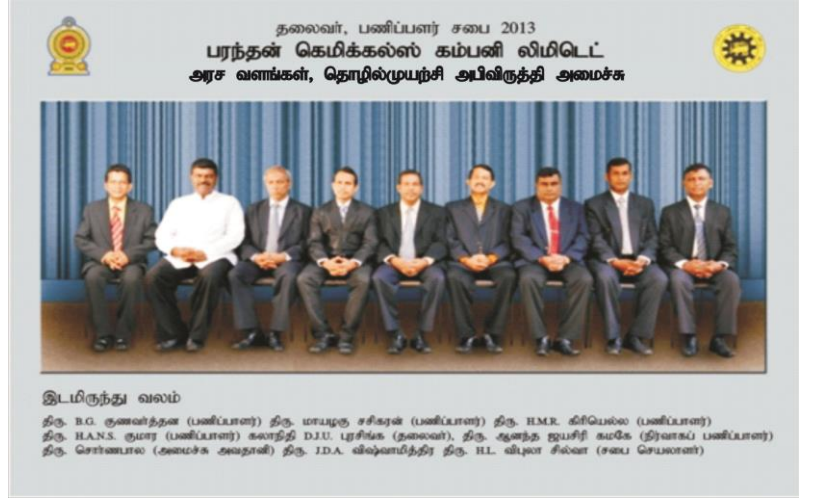 தலைவர், பணிப்பளர் சபை 2013
பரந்தன் கெமிக்கல்ஸ் கம்பனி லிமிடெட்
அரச வளங்கள், தொழில்முயற்சி அபிவிருத்தி அமைச்சு
இடமிருந்து வலம்
திரு. B.G. குணவர்த்தன (பணிப்பாளர்) திரு. மாயழகு சசிகரன் (பணிப்பாளர்) திரு. H.M.R. கிரியெல்ல (பணிப்பாளர்)
திரு. H.A.N.S. குமார (பணிப்பாளர்) கலாநிதி D.J.U. புரசிங்க (தலைவர்), திரு. ஆனந்த ஜயசிரி கமகே (நிர்வாகப் பணிப்பாளர்)
திரு. சொர்ணபால (அமைச்சு அவதானி) திரு. J.D.A. விஷ்வாமித்திர திரு. H.L. விபுலா சில்வா (சபை செயலாளர்)